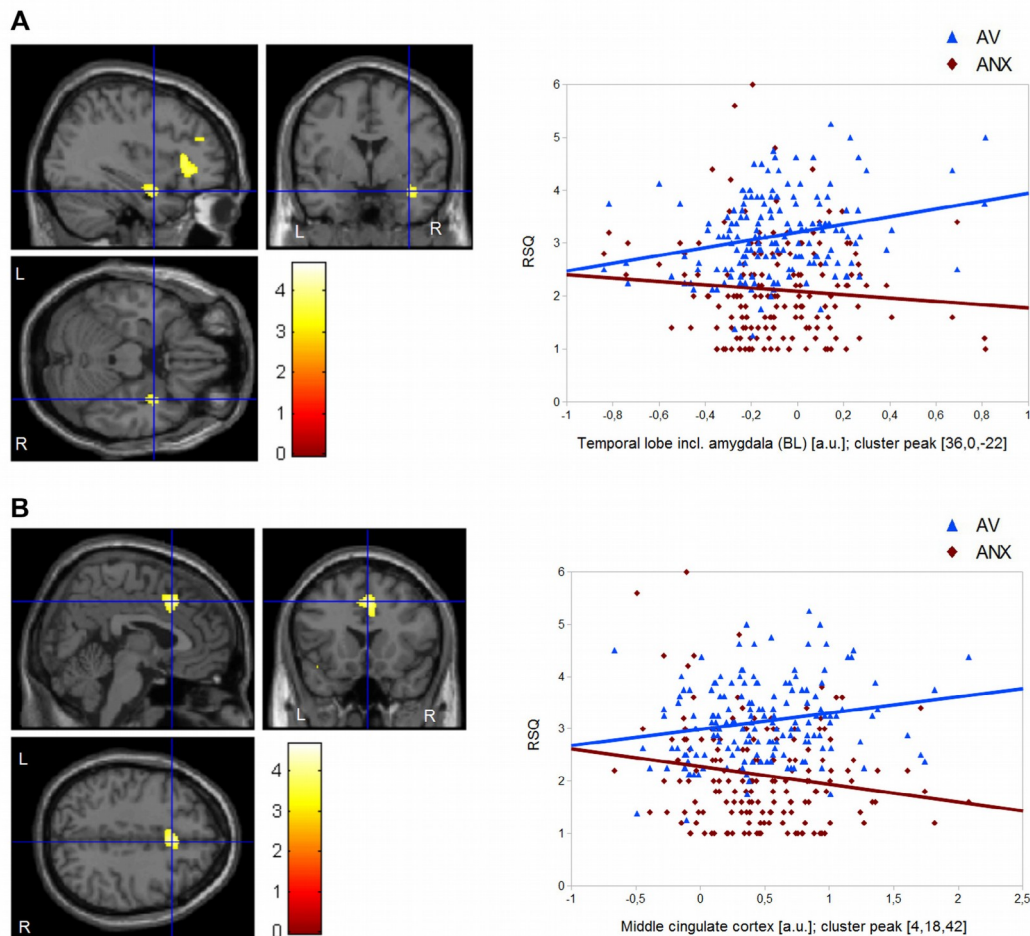 A
L
R
L
R
4
3
2
1
0
AV
ANX
6
5
4
3
2
1
0
RSQ
-1
-0,8
-0,6
-0,4
-0,2
0
0,2
0,4
0,6
0,8
1
Temporal lobe incl. amygdala (BL) [a.u.]; cluster peak [36,0,-22]
B
L
R
L
R
4
3
2
1
0
AV
ANX
6
5
4
3
2
1
0
RSQ
-1
-0,5
0
0,5
1
1,5
2
2,5
Middle cingulate cortex [a.u.]; cluster peak [4,18,42]